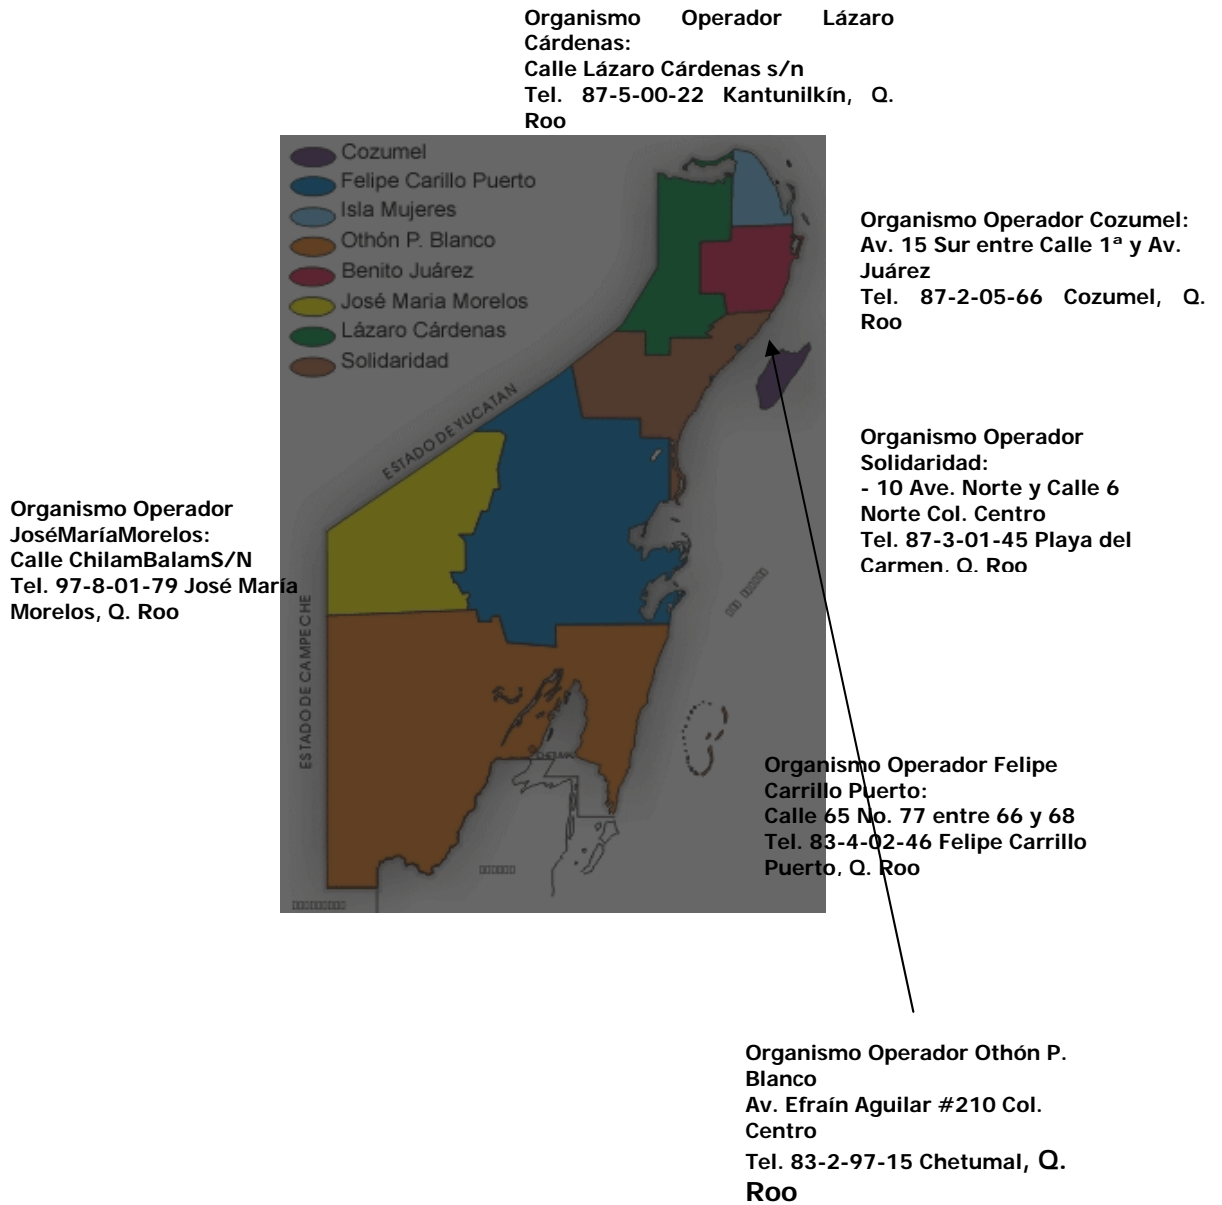 Organismo Operador Lázaro
Cárdenas:
Calle Lázaro Cárdenas s/n
Tel. 87-5-00-22 Kantunilkín, Q.
Roo
Cozumel
Felipe Carillo Puerto
Isla Mujeres
Othón P. Blanco
Benito Juárez
José Maria Morelos
Lázaro Cárdenas
Solidaridad
ESTADO DE YUCATAN
ESTADO DE CAMPECHE
CHETUMAL
Organismo Operador Cozumel:
Av. 15 Sur entre Calle 1ª y Av.
Juárez
Tel. 87-2-05-66 Cozumel, Q.
Roo
Organismo Operador
Solidaridad:
- 10 Ave. Norte y Calle 6
Norte Col. Centro
Tel. 87-3-01-45 Playa del
Carmen, Q. Roo
Organismo Operador
JoséMaríaMorelos:
Calle ChilamBalamS/N
Tel. 97-8-01-79 José María
Morelos, Q. Roo
Organismo Operador Felipe
Carrillo Puerto:
Calle 65 No. 77 entre 66 y 68
Tel. 83-4-02-46 Felipe Carrillo
Puerto, Q. Roo
Organismo Operador Othón P.
Blanco
Av. Efraín Aguilar #210 Col.
Centro
Tel. 83-2-97-15 Chetumal, Q.
Roo